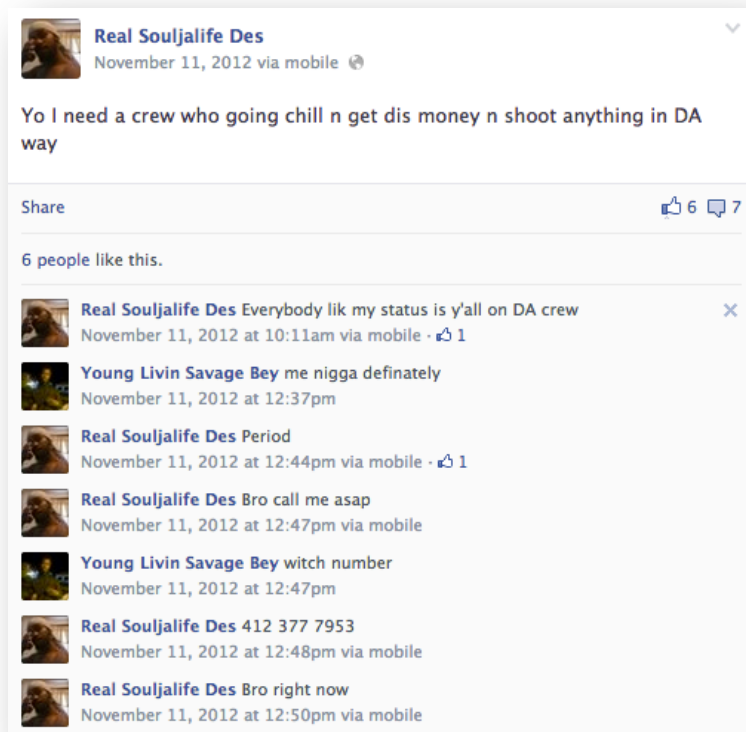 Real Souljalife Des
November 11, 2012 via mobile
Yo I need a crew who going chill n get dis money n shoot anything in DA
way
Share 6 7
6 people like this.
Real Souljalife Des Everybody lik my status is y'all on DA crew
November 11, 2012 at 10:11am via mobile · 1
Young Livin Savage Bey me nigga definately
November 11, 2012 at 12:37pm
Real Souljalife Des Period
November 11, 2012 at 12:44pm via mobile · 1
Real Souljalife Des Bro call me asap
November 11, 2012 at 12:47pm via mobile
Young Livin Savage Bey witch number
November 11, 2012 at 12:47pm
Real Souljalife Des 412 377 7953
November 11, 2012 at 12:48pm via mobile
Real Souljalife Des Bro right now
November 11, 2012 at 12:50pm via mobile